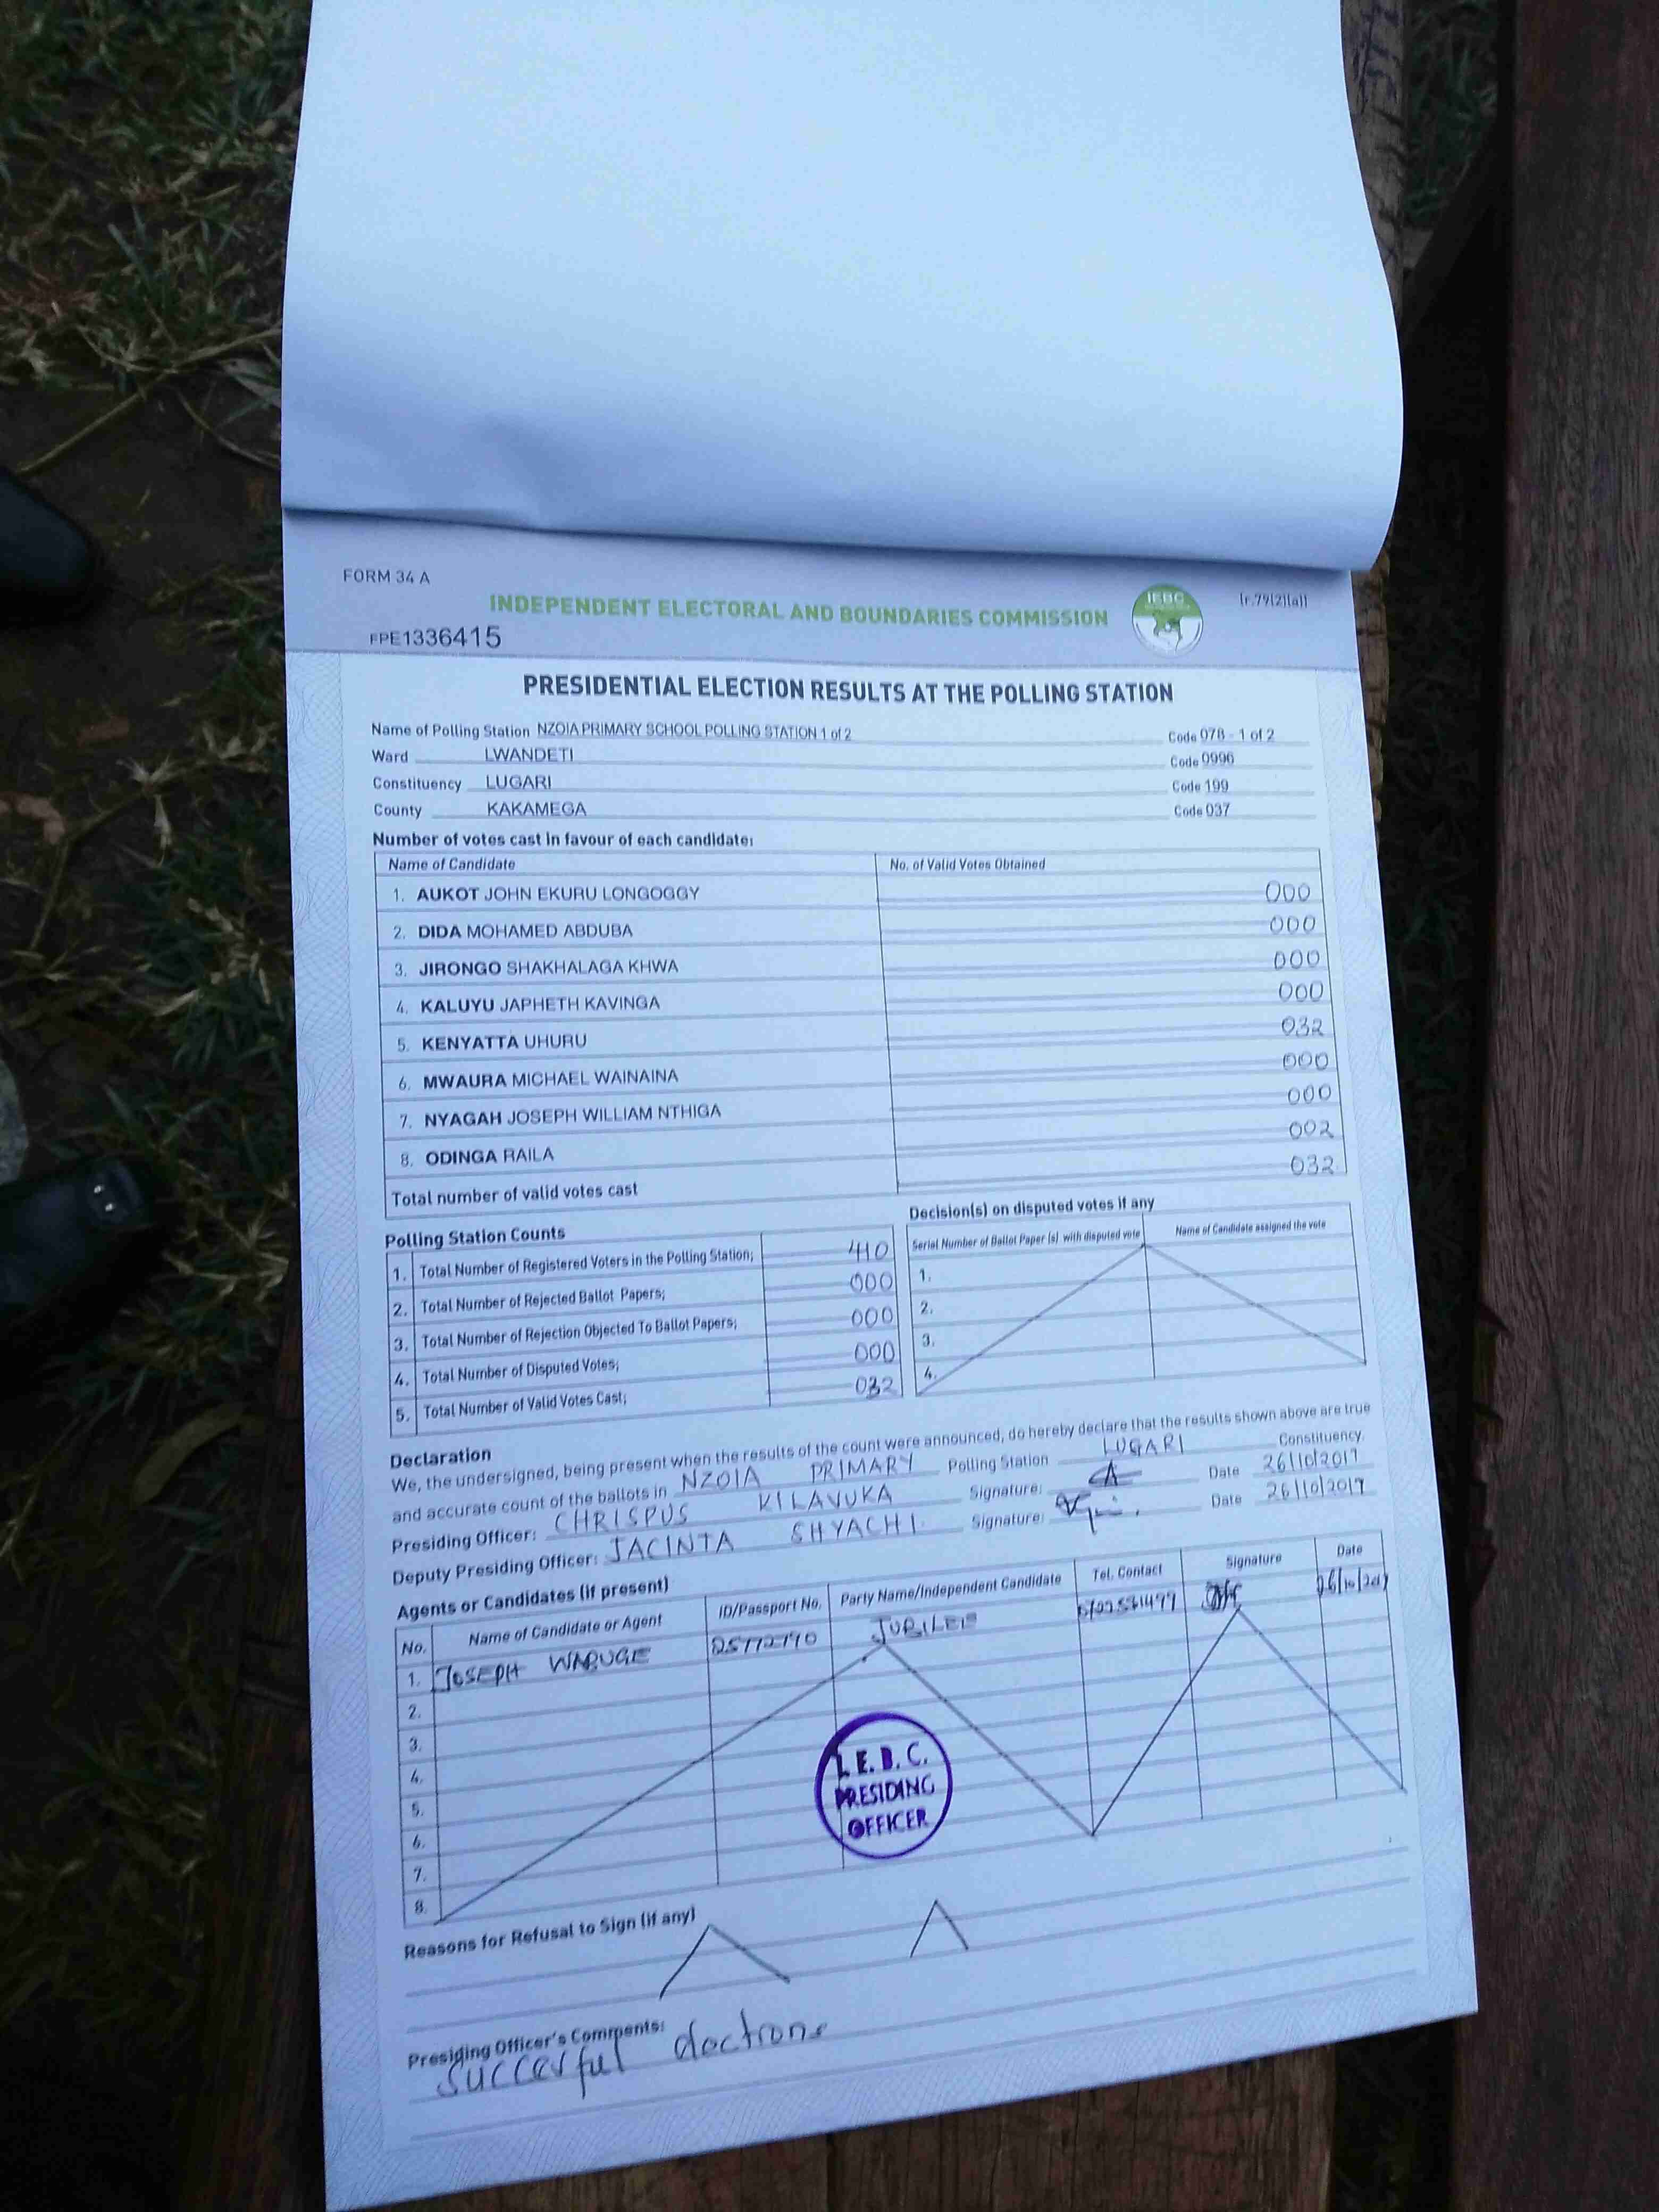 FORM 34 A
INDEPENDENT ELECTORAL AND BOUNDARIES COMMISSION
IEBC
(r.79(2)(a))
FPE1336415
PRESIDENTIAL ELECTION RESULTS AT THE POLLING STATION
Name of Polling Station NZOIA PRIMARY SCHOOL POLLING STATION 1 of 2 Code 078 - 1 of 2
Ward LWANDETI Code 0996
Constituency LUGARI Code 199
County KAKAMEGA Code 037
Number of votes cast in favour of each candidate:
Name of Candidate No. of Valid Votes Obtained
1. AUKOT JOHN EKURU LONGOGGY 000
2. DIDA MOHAMED ABDUBA 000
3. JIRONGO SHAKHALAGA KHWA 000
4. KALUYU JAPHETH KAVINGA 000
5. KENYATTA UHURU 032
6. MWAURA MICHAEL WAINAINA 000
7. NYAGAH JOSEPH WILLIAM NTHIGA 000
8. ODINGA RAILA 002
Total number of valid votes cast 032
Polling Station Counts
1. Total Number of Registered Voters in the Polling Station; 410
2. Total Number of Rejected Ballot Papers; 000
3. Total Number of Rejection Objected To Ballot Papers; 000
4. Total Number of Disputed Votes; 000
5. Total Number of Valid Votes Cast; 032
Decision(s) on disputed votes if any
Serial Number of Ballot Paper (s) with disputed vote Name of Candidate assigned the vote
1.
2.
3.
4.
Declaration
We, the undersigned, being present when the results of the count were announced, do hereby declare that the results shown above are true
and accurate count of the ballots in NZOIA PRIMARY Polling Station LUGARI Constituency.
Presiding Officer: CHRISPUS KILAVUKA Signature: Date 26/10/2017
Deputy Presiding Officer: JACINTA SHYACHI Signature: Date 26/10/2017
Agents or Candidates (if present)
No. Name of Candidate or Agent ID/Passport No. Party Name/Independent Candidate Tel. Contact Signature Date
1. JOSEPH WARUGE JUBILEE 26/10/2017
2.
3.
4.
5.
6.
7.
8.
I.E.B.C.
PRESIDING
OFFICER
Reasons for Refusal to Sign (if any)
Presiding Officer's Comments:
Succesful elections